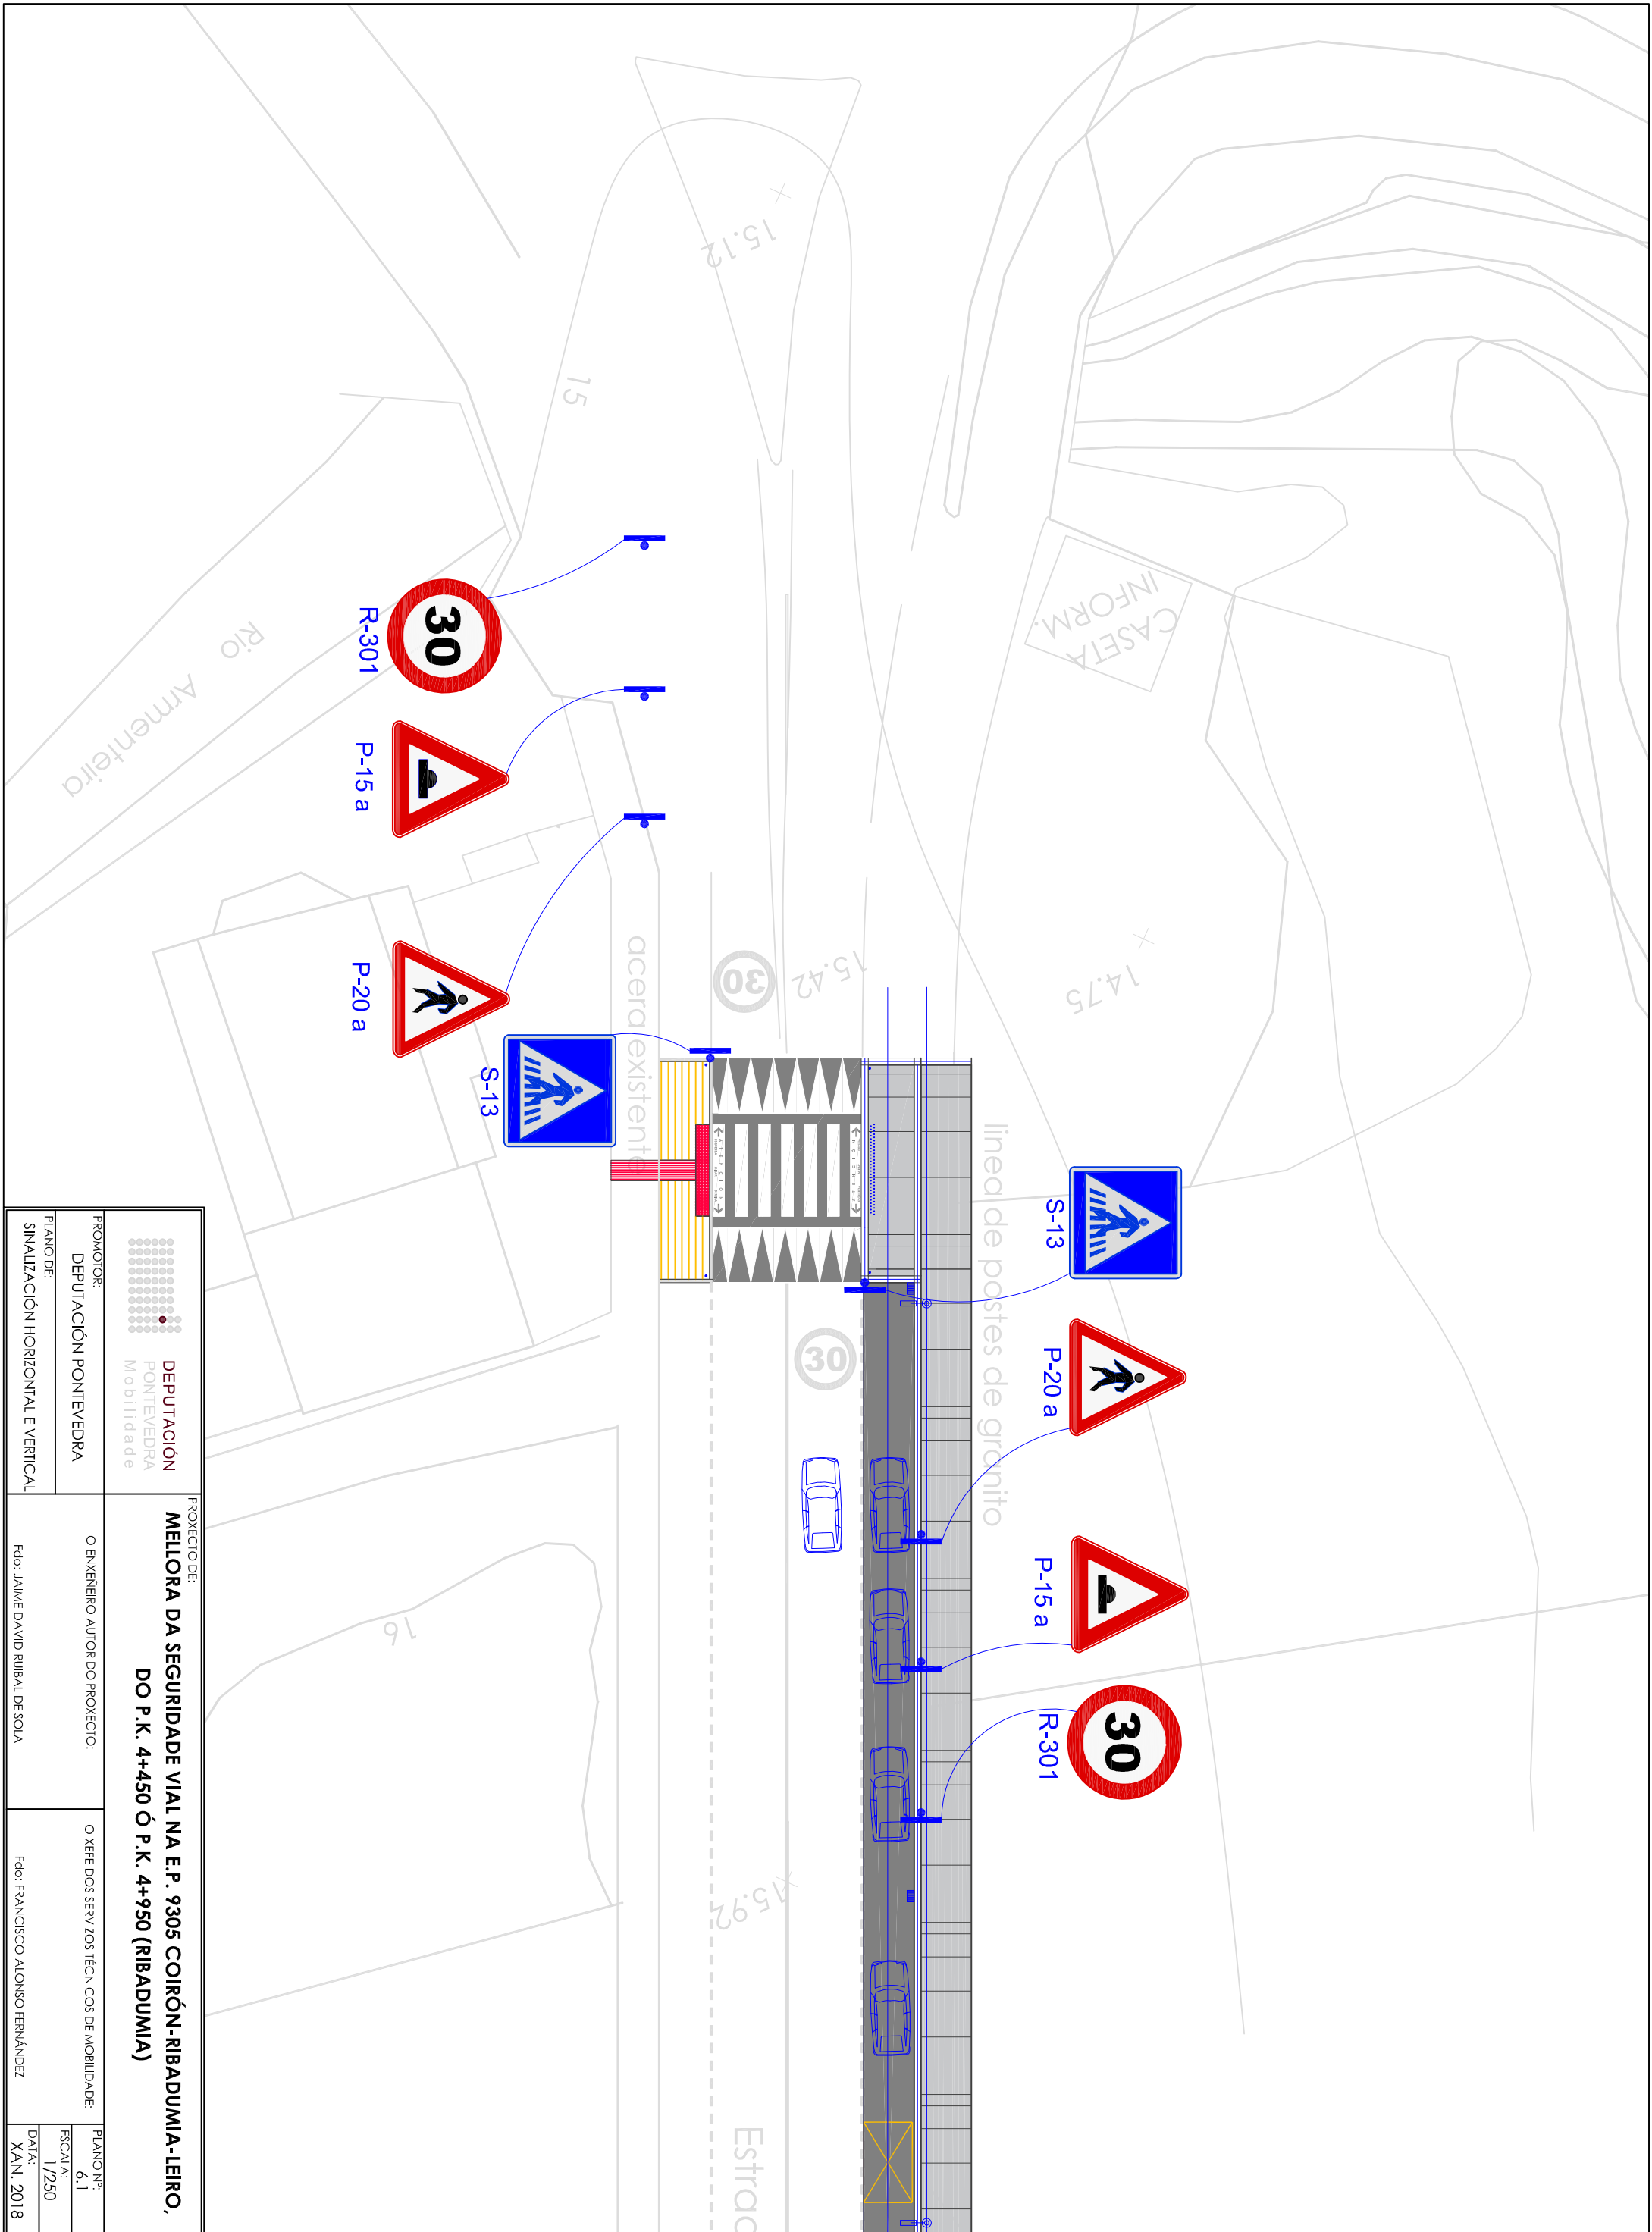 15.12
15
CASETA
INFORM.
Río
Armenteira
30
R-301
P-15 a
P-20 a
S-13
acera existente
30
15.42
14.75
linea de postes de granito
S-13
P-20 a
P-15 a
30
R-301
30
16
15.92
Estrad
ATENCIÓN
ATENCIÓN
DEPUTACIÓN
PONTEVEDRA
Mobilidade
PROMOTOR:
DEPUTACIÓN PONTEVEDRA
PLANO DE:
SINALIZACIÓN HORIZONTAL E VERTICAL
PROXECTO DE:
MELLORA DA SEGURIDADE VIAL NA E.P. 9305 COIRÓN-RIBADUMIA-LEIRO,
DO P.K. 4+450 Ó P.K. 4+950 (RIBADUMIA)
O ENXEÑEIRO AUTOR DO PROXECTO:
Fdo: JAIME DAVID RUIBAL DE SOLA
O XEFE DOS SERVIZOS TÉCNICOS DE MOBILIDADE:
Fdo: FRANCISCO ALONSO FERNÁNDEZ
PLANO Nº:
6.1
ESCALA:
1/250
DATA:
XAN. 2018